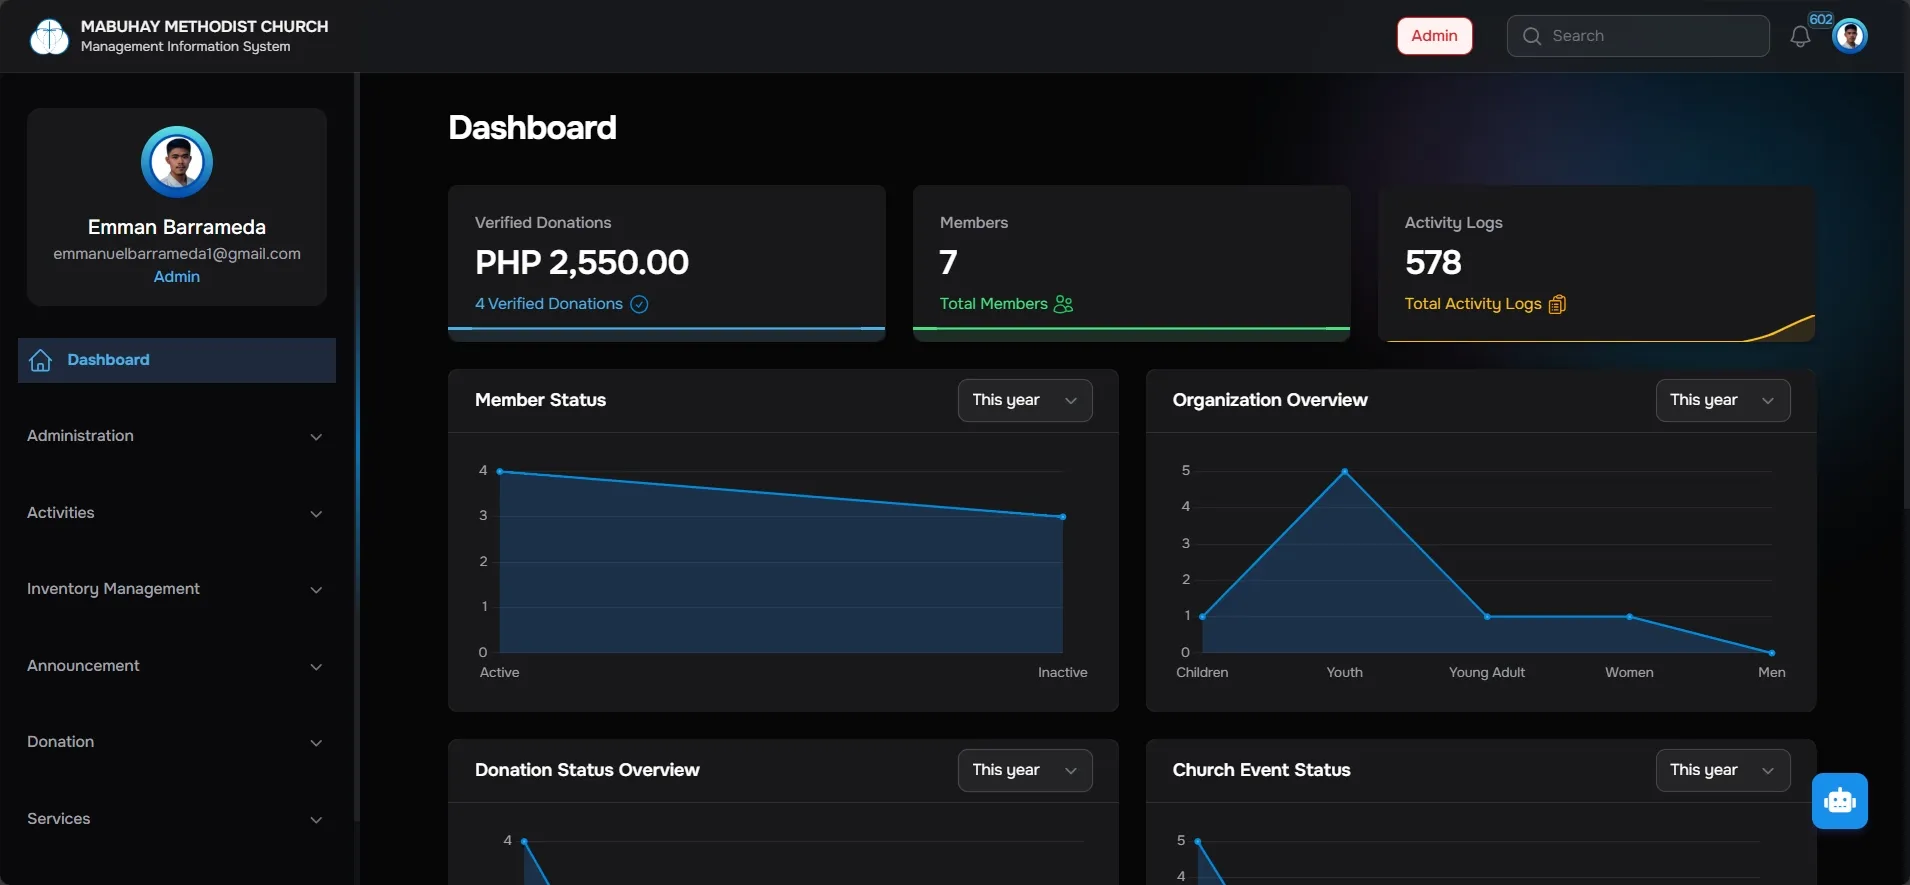 MABUHAY METHODIST CHURCH
Management Information System
Admin
Search
602
Emman Barrameda
emmanuelbarrameda1@gmail.com
Admin
Dashboard
Administration
Activities
Inventory Management
Announcement
Donation
Services
Dashboard
Verified Donations
PHP 2,550.00
4 Verified Donations
Members
7
Total Members
Activity Logs
578
Total Activity Logs
Member Status
This year
4
3
2
1
0
Active
Inactive
Organization Overview
This year
5
4
3
2
1
0
Children
Youth
Young Adult
Women
Men
Donation Status Overview
This year
4
Church Event Status
This year
5
4